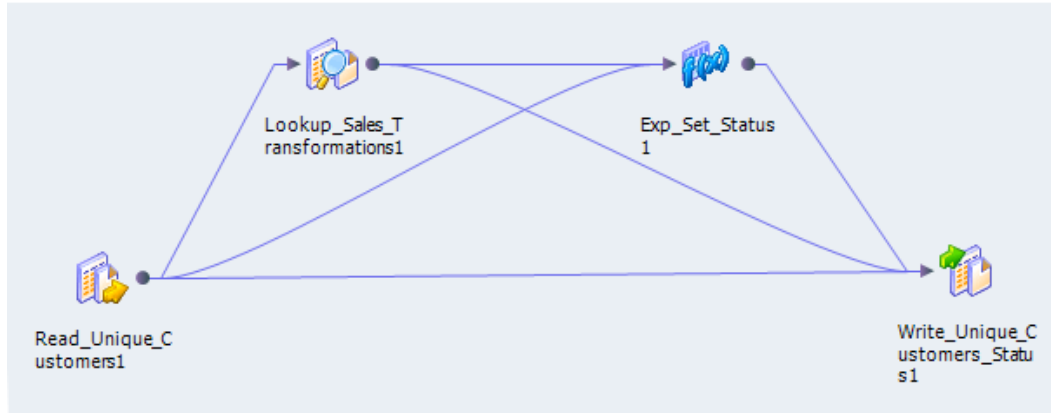 Lookup_Sales_T
ransformations1
Exp_Set_Status
1
Read_Unique_C
ustomers1
Write_Unique_C
ustomers_Statu
s1